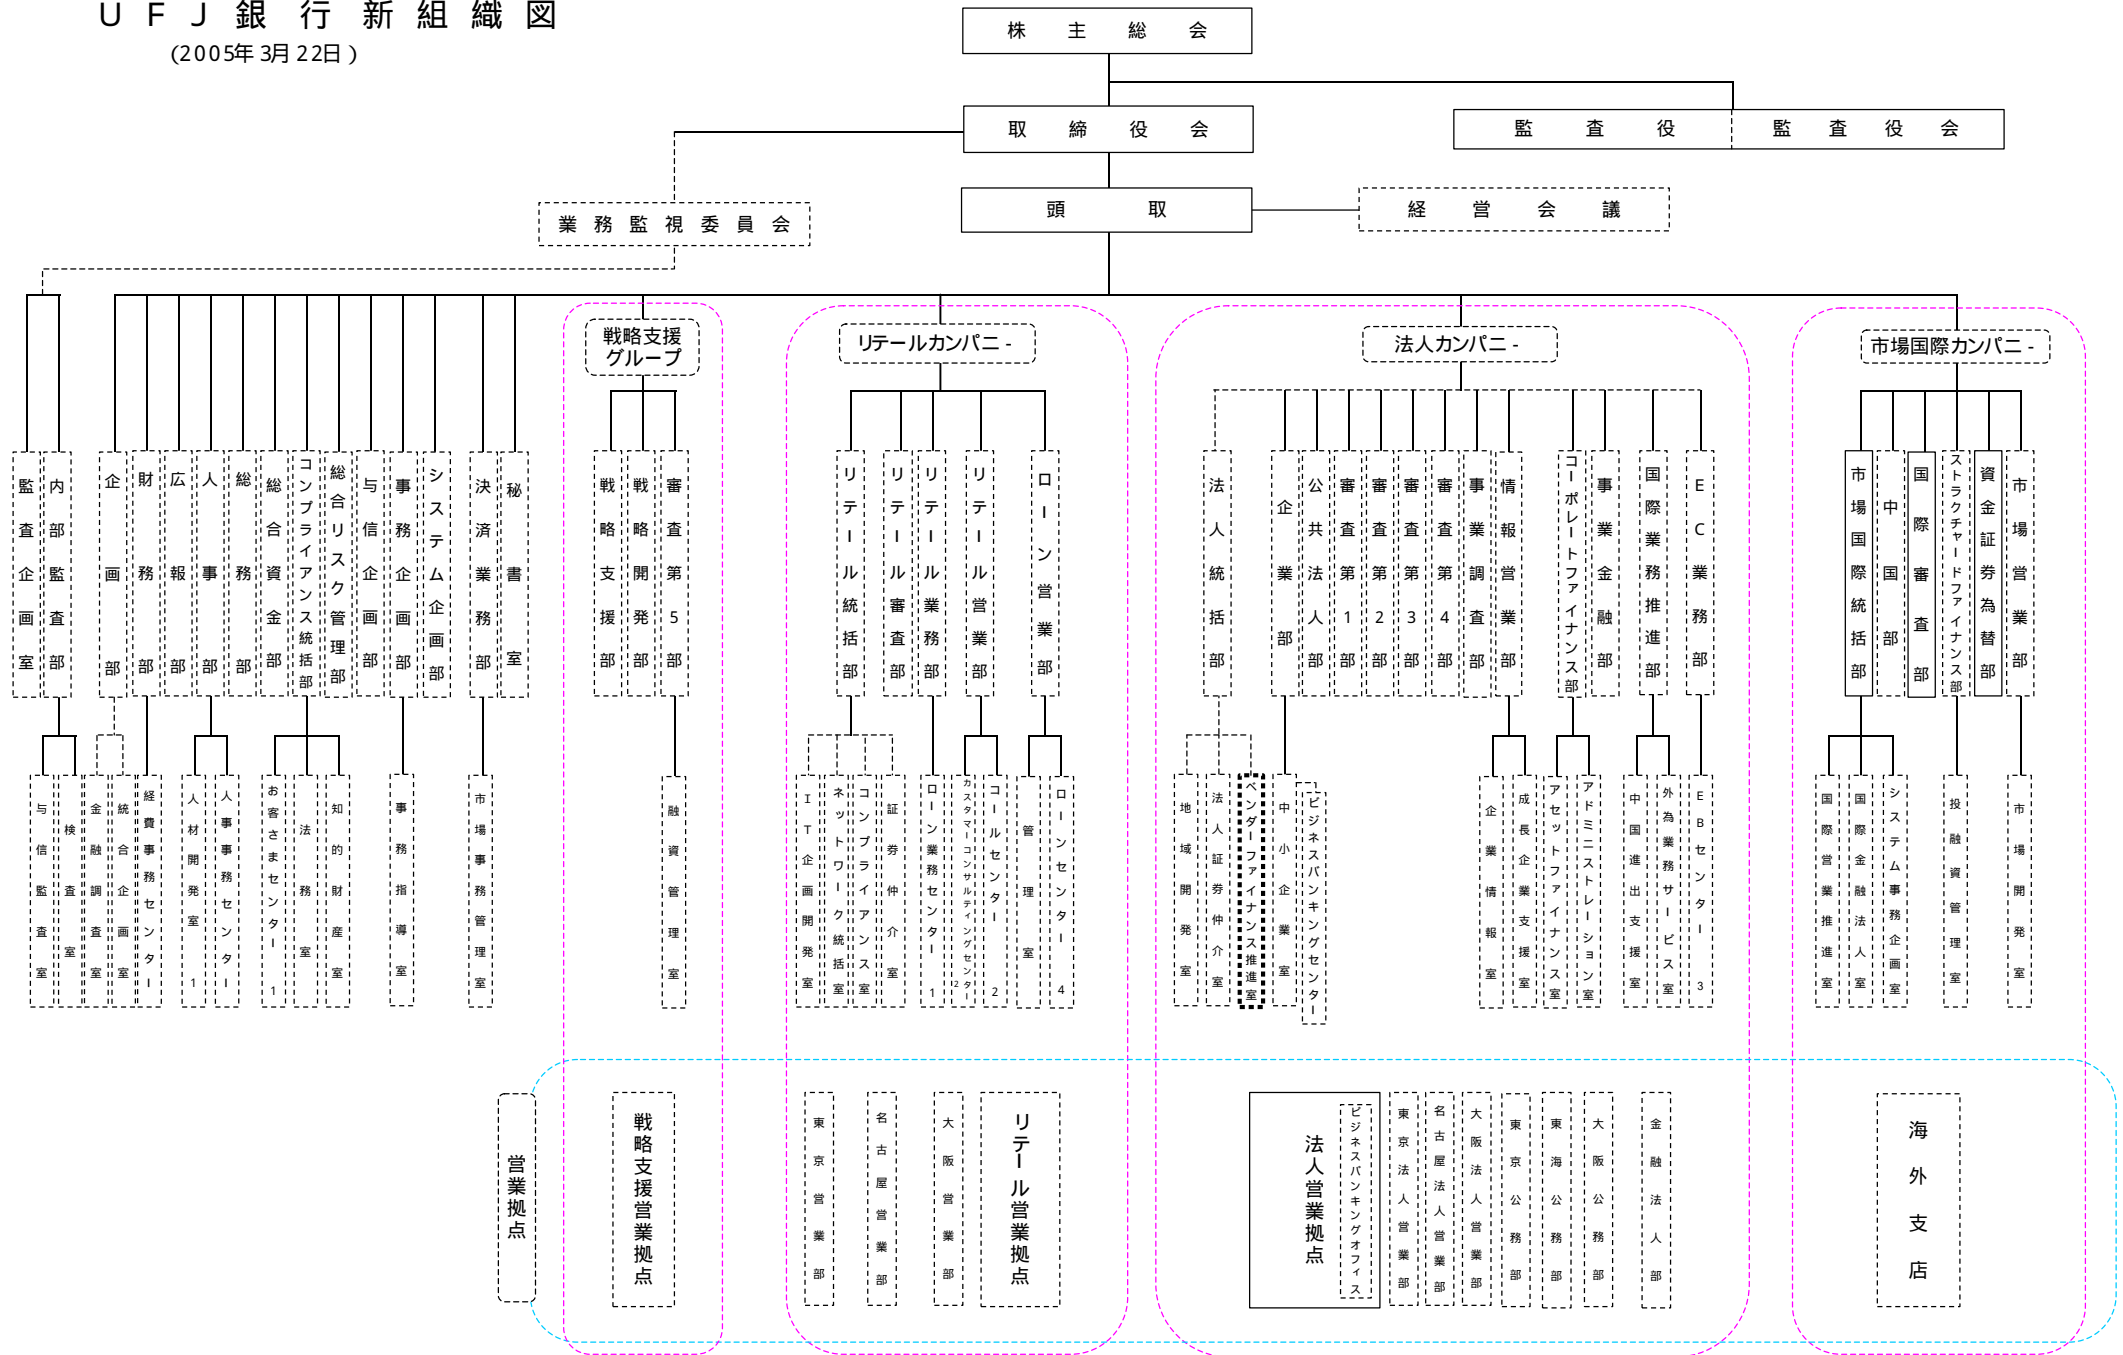 UFJ銀行新組織図
(2005年3月22日)
株主総会
取締役会
監査役 監査役会
業務監視委員会
頭取
経営会議
戦略支援
グループ
リテールカンパニ-
法人カンパニ-
市場国際カンパニ-
監査企画室
内部監査部
企画部
財務部
広報部
人事部
総務部
総合資金部
コンプライアンス統括部
総合リスク管理部
与信企画部
事務企画部
システム企画部
決済業務部
秘書室
戦略支援部
戦略開発部
審査第5部
リテール統括部
リテール審査部
リテール業務部
リテール営業部
ローン営業部
法人統括部
企業部
公共法人部
審査第1部
審査第2部
審査第3部
審査第4部
事業調査部
情報営業部
コーポレートファイナンス部
事業金融部
国際業務推進部
EC業務部
市場国際統括部
中国部
国際審査部
ストラクチャードファイナンス部
資金証券為替部
市場営業部
与信監査室
検査室
金融調査室
統合企画室
経費事務センター
人材開発室1
人事事務センター
お客さまセンター1
法務室
知的財産室
事務指導室
市場事務管理室
融資管理室
IT企画開発室
ネットワーク統括室
コンプライアンス室
証券仲介室
ローン業務センター1
カスタマーコンサルティングセンター2
コールセンター2
管理室
ローンセンター4
地域開発室
法人証券仲介室
ベンダーファイナンス推進室
中小企業室
ビジネスバンキングセンター
企業情報室
成長企業支援室
アセットファイナンス室
アドミニストレーション室
中国進出支援室
外為業務サービス室
EBセンター3
国際営業推進室
国際金融法人室
システム事務企画室
投融資管理室
市場開発室
営業拠点
戦略支援営業拠点
東京営業部
名古屋営業部
大阪営業部
リテール営業拠点
法人営業拠点
ビジネスバンキングオフィス
東京法人営業部
名古屋法人営業部
大阪法人営業部
東京公務部
東海公務部
大阪公務部
金融法人部
海外支店